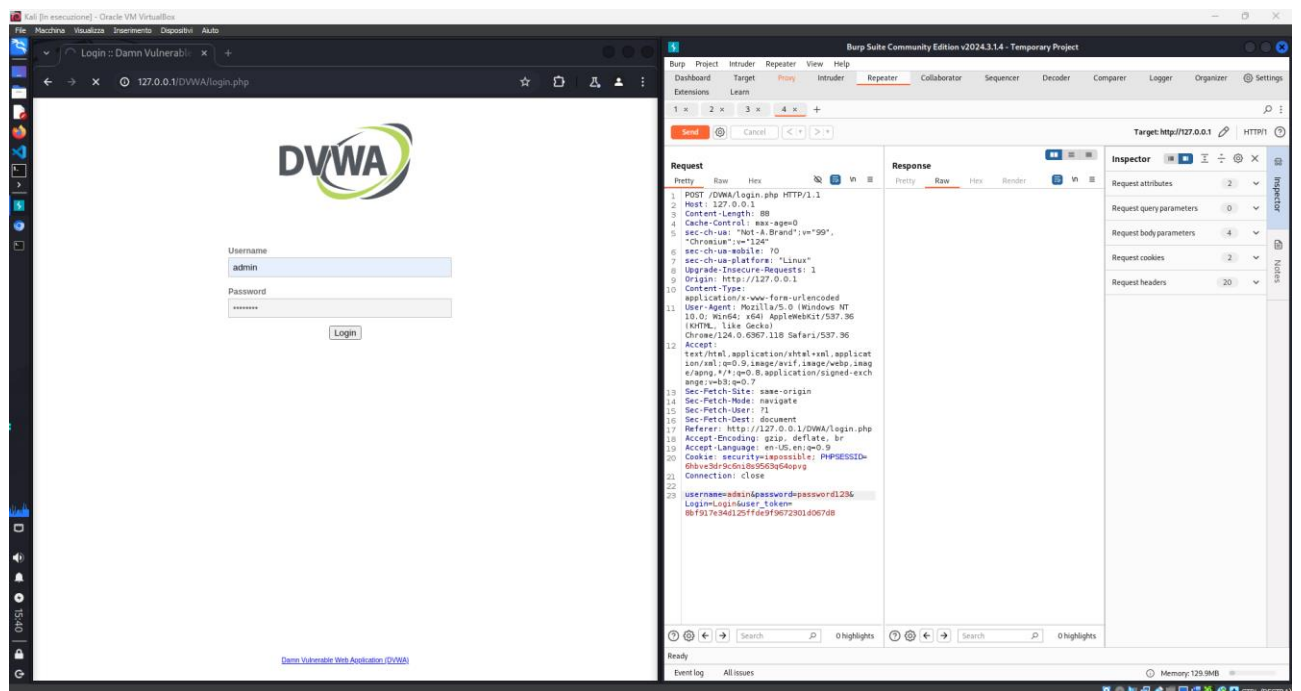 Kali [In esecuzione] - Oracle VM VirtualBox
File Macchina Visualizza Inserimento Dispositivi Aiuto
Login :: Damn Vulnerable
127.0.0.1/DVWA/login.php
DVWA
Username
admin
Password
••••••••
Login
Damn Vulnerable Web Application (DVWA)
15:40
Burp Suite Community Edition v2024.3.1.4 - Temporary Project
Burp Project Intruder Repeater View Help
Dashboard Target Proxy Intruder Repeater Collaborator Sequencer Decoder Comparer Logger Organizer Settings
Extensions Learn
1 × 2 × 3 × 4 × +
Send Cancel < >
Target: http://127.0.0.1 HTTP/1
Request
Pretty Raw Hex
1 POST /DVWA/login.php HTTP/1.1
2 Host: 127.0.0.1
3 Content-Length: 88
4 Cache-Control: max-age=0
5 sec-ch-ua: "Not-A.Brand";v="99",
"Chromium";v="124"
6 sec-ch-ua-mobile: ?0
7 sec-ch-ua-platform: "Linux"
8 Upgrade-Insecure-Requests: 1
9 Origin: http://127.0.0.1
10 Content-Type:
application/x-www-form-urlencoded
11 User-Agent: Mozilla/5.0 (Windows NT
10.0; Win64; x64) AppleWebKit/537.36
(KHTML, like Gecko)
Chrome/124.0.6367.118 Safari/537.36
12 Accept:
text/html,application/xhtml+xml,applicat
ion/xml;q=0.9,image/avif,image/webp,imag
e/apng,*/*;q=0.8,application/signed-exch
ange;v=b3;q=0.7
13 Sec-Fetch-Site: same-origin
14 Sec-Fetch-Mode: navigate
15 Sec-Fetch-User: ?1
16 Sec-Fetch-Dest: document
17 Referer: http://127.0.0.1/DVWA/login.php
18 Accept-Encoding: gzip, deflate, br
19 Accept-Language: en-US,en;q=0.9
20 Cookie: security=impossible; PHPSESSID=
6hbve3dr9c6ni8s9563q64opvg
21 Connection: close
22
23 username=admin&password=password123&
Login=Login&user_token=
8bf917e34d125ffde9f9672301d067d8
Search 0 highlights
Response
Pretty Raw Hex Render
Search 0 highlights
Inspector
Request attributes 2
Request query parameters 0
Request body parameters 4
Request cookies 2
Request headers 20
Inspector
Notes
Ready
Event log All issues
Memory: 129.9MB